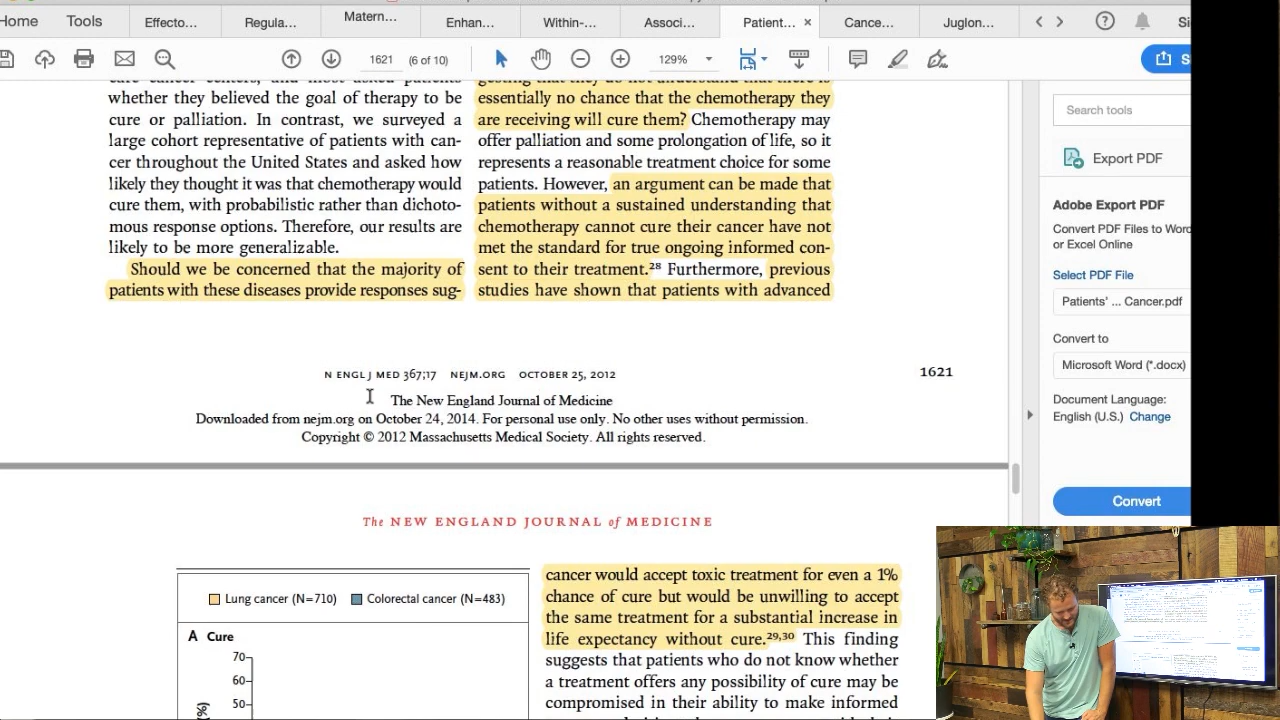 Home
Tools
Effecto...
Regula...
Matern...
Enhan...
Within-...
Associ...
Patient...
×
Cance...
Juglon...
?
1621
(6 of 10)
129%
whether they believed the goal of therapy to be
cure or palliation. In contrast, we surveyed a
large cohort representative of patients with can-
cer throughout the United States and asked how
likely they thought it was that chemotherapy would
cure them, with probabilistic rather than dichoto-
mous response options. Therefore, our results are
likely to be more generalizable.
Should we be concerned that the majority of
patients with these diseases provide responses sug-
gesting that they do not understand that there is
essentially no chance that the chemotherapy they
are receiving will cure them? Chemotherapy may
offer palliation and some prolongation of life, so it
represents a reasonable treatment choice for some
patients. However, an argument can be made that
patients without a sustained understanding that
chemotherapy cannot cure their cancer have not
met the standard for true ongoing informed con-
sent to their treatment.28 Furthermore, previous
studies have shown that patients with advanced
N ENGL J MED 367;17 NEJM.ORG OCTOBER 25, 2012
1621
The New England Journal of Medicine
Downloaded from nejm.org on October 24, 2014. For personal use only. No other uses without permission.
Copyright © 2012 Massachusetts Medical Society. All rights reserved.
The NEW ENGLAND JOURNAL of MEDICINE
Lung cancer (N=710)
Colorectal cancer (N=483)
A Cure
70
60
50
(%)
cancer would accept toxic treatment for even a 1%
chance of cure but would be unwilling to accept
the same treatment for a substantial increase in
life expectancy without cure.29,30 This finding
suggests that patients who do not know whether
a treatment offers any possibility of cure may be
compromised in their ability to make informed
Search tools
Export PDF
Adobe Export PDF
Convert PDF Files to Word
or Excel Online
Select PDF File
Patients' ... Cancer.pdf
Convert to
Microsoft Word (*.docx)
Document Language:
English (U.S.) Change
Convert